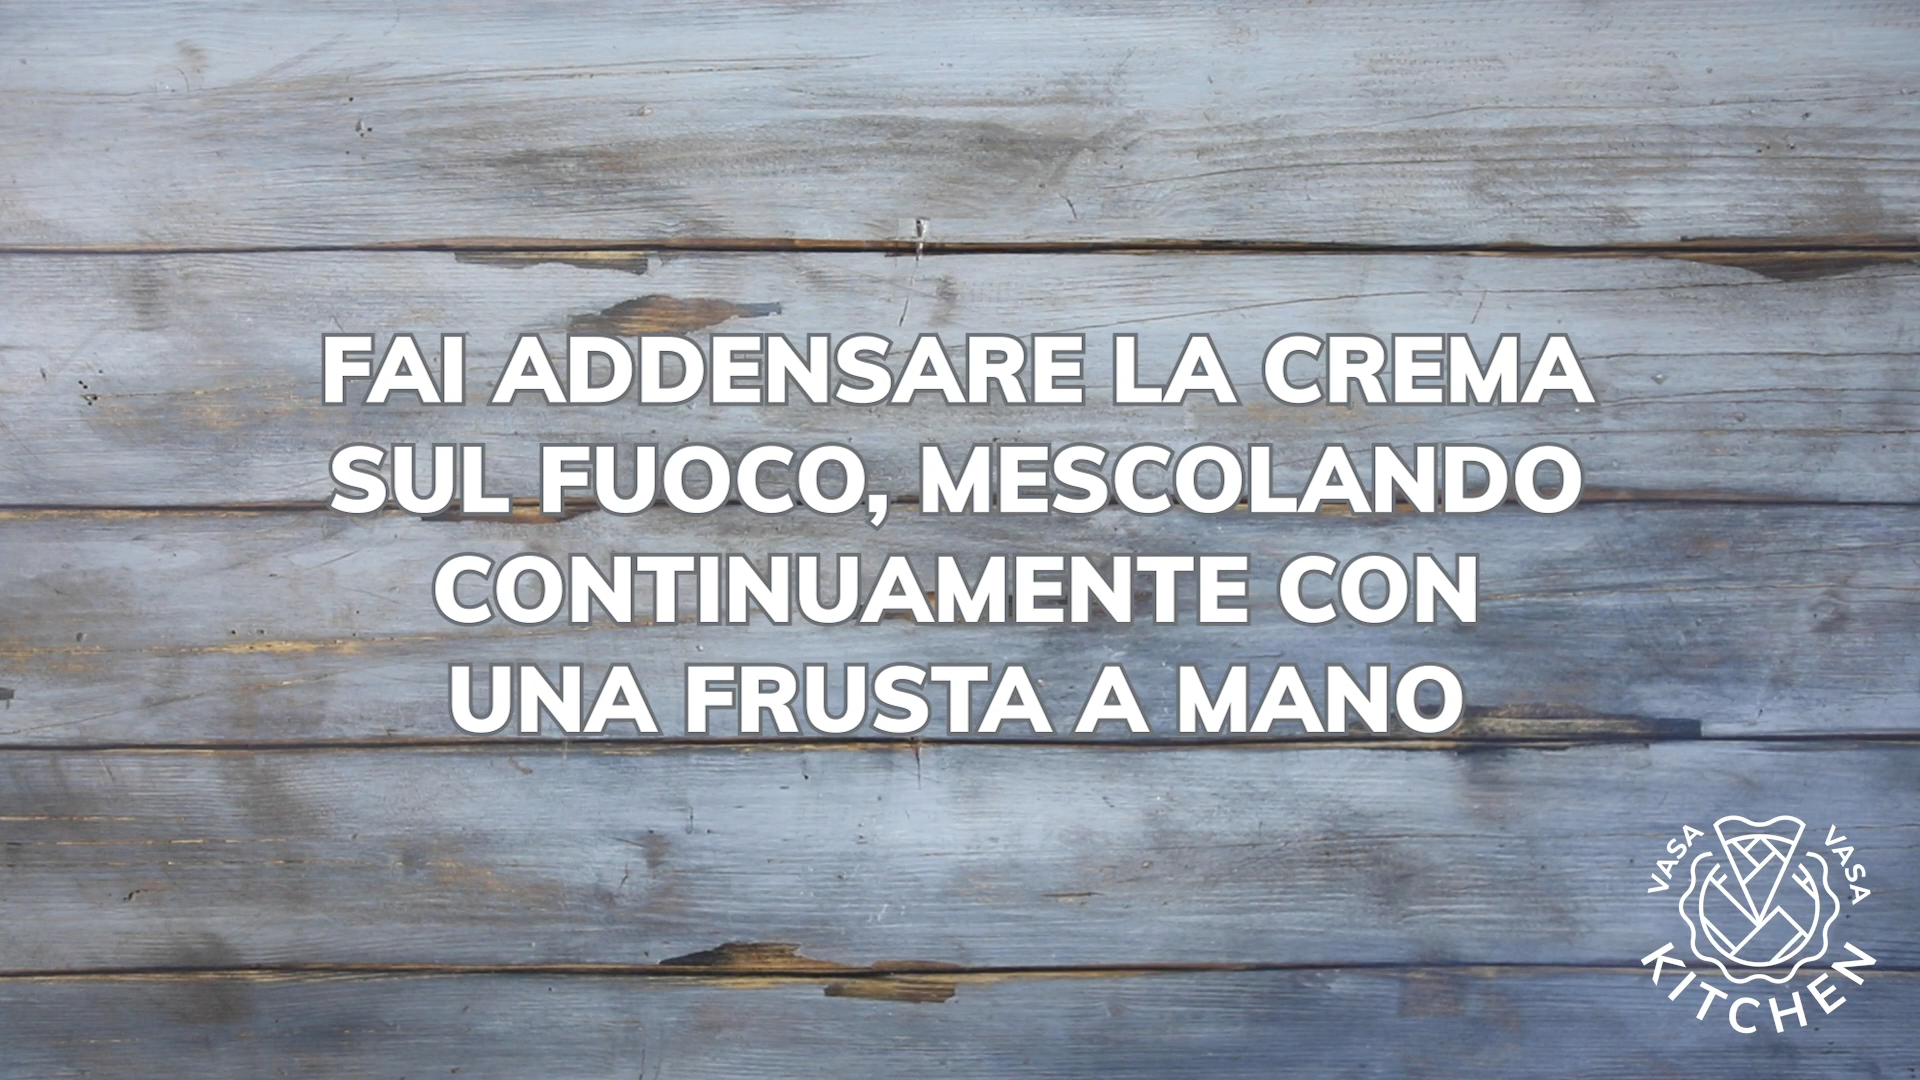 FAI ADDENSARE LA CREMA
SUL FUOCO, MESCOLANDO
CONTINUAMENTE CON
UNA FRUSTA A MANO
VASA VASA
KITCHEN